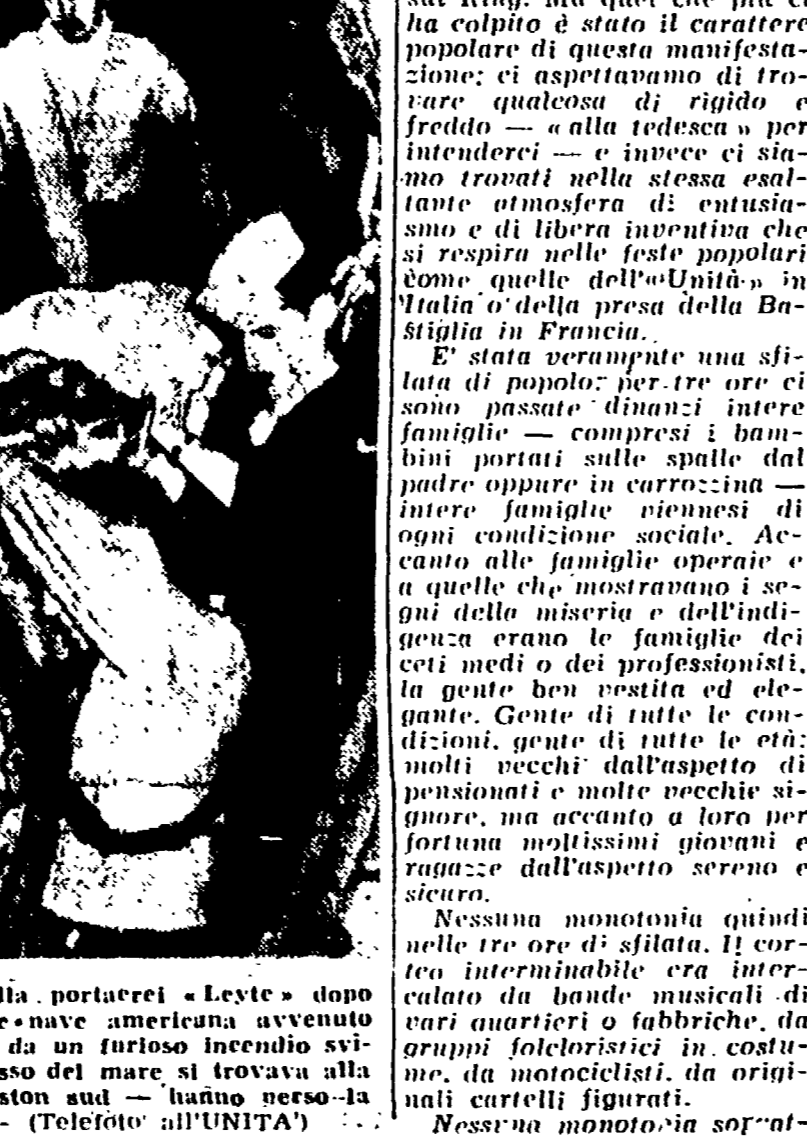 lla portaerei « Leyte » dopo
e nave americana avvenuto
da un furioso incendio svi-
sso del mare si trovava alla
ston sud — hanno perso la
- (Telefoto all'UNITA')
sul Ring. Ma quel che più ci
ha colpito è stato il carattere
popolare di questa manifesta-
zione: ci aspettavamo di tro-
vare qualcosa di rigido e
freddo — « alla tedesca » per
intenderci — e invece ci sia-
mo trovati nella stessa esal-
tante atmosfera di entusia-
smo e di libera inventiva che
si respira nelle feste popolari
come quelle dell'«Unità» in
Italia o della presa della Ba-
stiglia in Francia.
E' stata veramente una sfi-
lata di popolo: per tre ore ci
sono passate dinanzi intere
famiglie — compresi i bam-
bini portati sulle spalle dal
padre oppure in carrozzina —
intere famiglie viennesi di
ogni condizione sociale. Ac-
canto alle famiglie operaie e
a quelle che mostravano i se-
gni della miseria e dell'indi-
genza erano le famiglie dei
ceti medi o dei professionisti,
la gente ben vestita ed ele-
gante. Gente di tutte le con-
dizioni, gente di tutte le età:
molti vecchi dall'aspetto di
pensionati e molte vecchie si-
gnore, ma accanto a loro per
fortuna moltissimi giovani e
ragazze dall'aspetto sereno e
sicuro.
Nessuna monotonia quindi
nelle tre ore di sfilata. Il cor-
teo interminabile era inter-
calato da bande musicali di
vari quartieri o fabbriche, da
gruppi folcloristici in costu-
me, da motociclisti, da origi-
nali cartelli figurati.
Nessuna monotonia soprat-